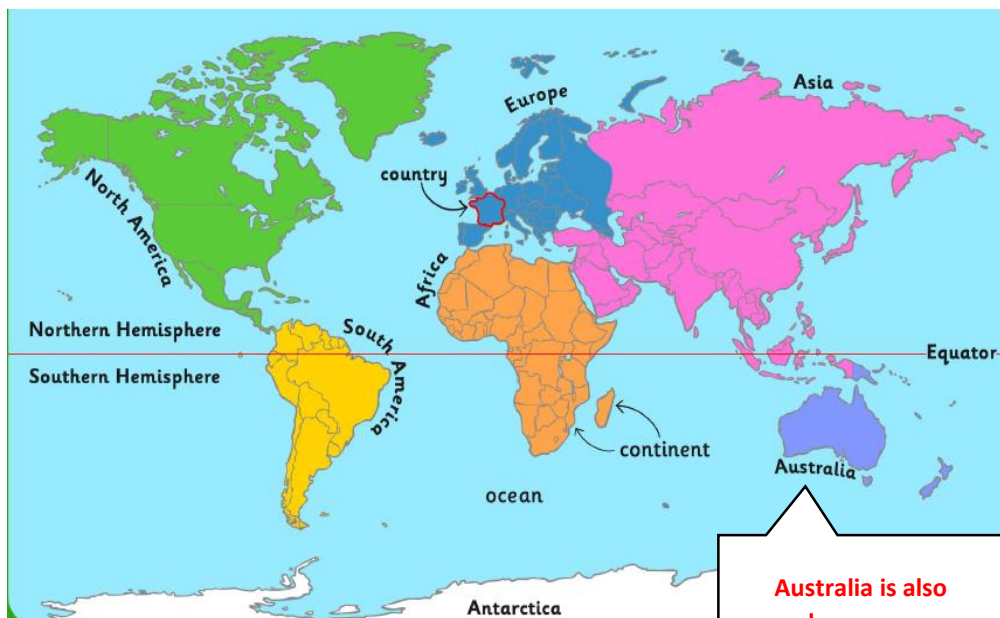 Asia
Europe
country
North America
Africa
Northern Hemisphere
South America
Equator
Southern Hemisphere
continent
Australia
ocean
Australia is also
Antarctica